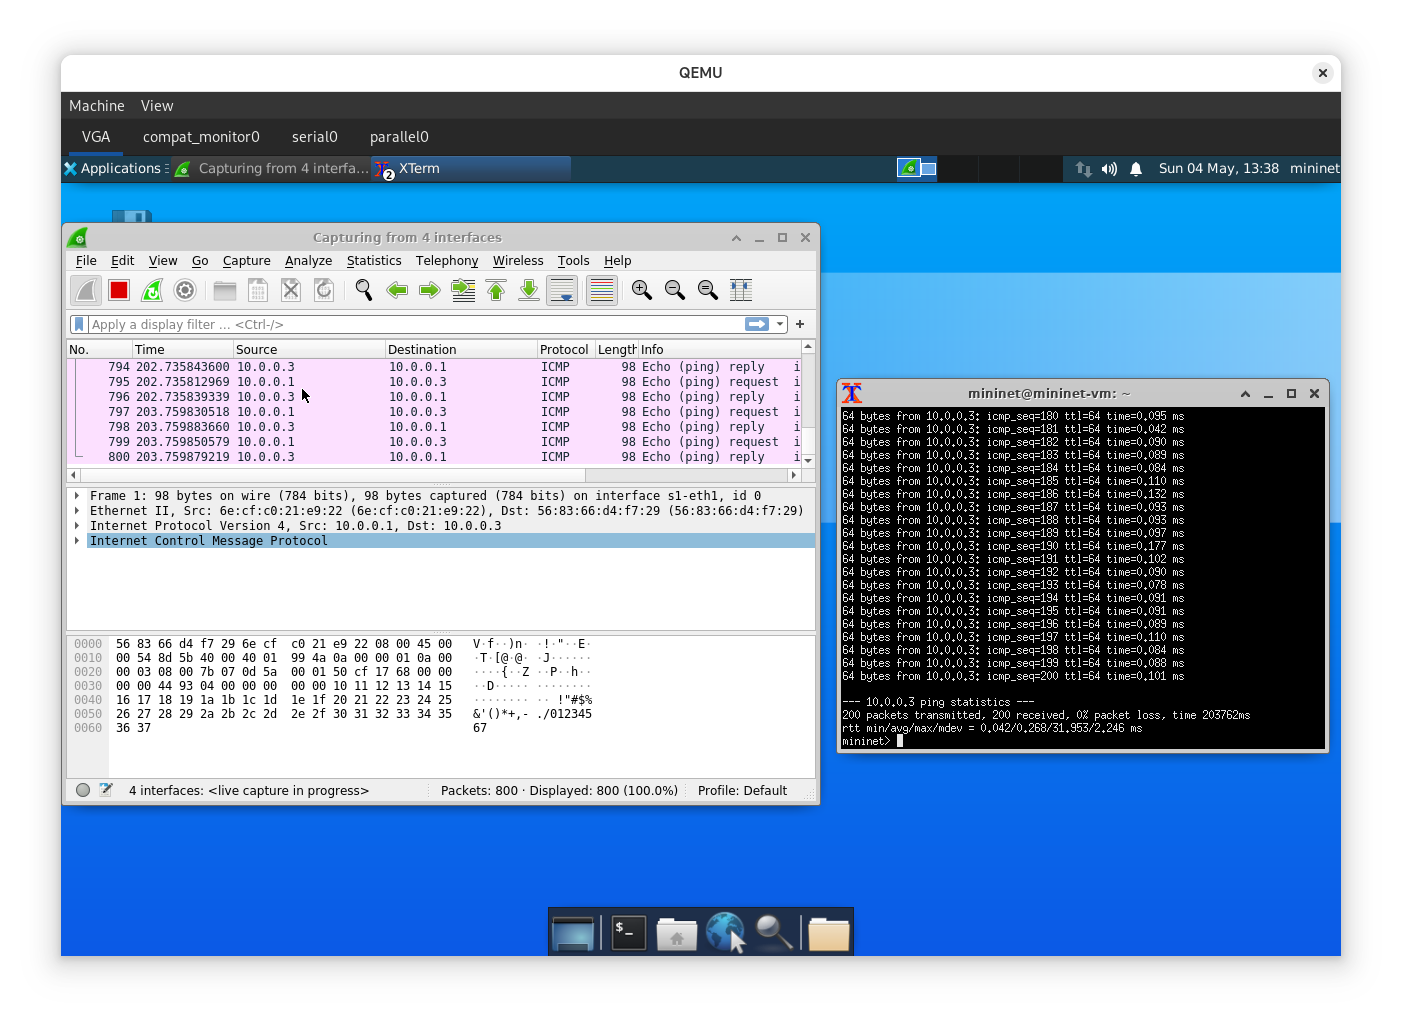 QEMU
Machine View
VGA compat_monitor0 serial0 parallel0
Applications Capturing from 4 interfa... 2 XTerm Sun 04 May, 13:38 mininet
Capturing from 4 interfaces
File Edit View Go Capture Analyze Statistics Telephony Wireless Tools Help
Apply a display filter ... <Ctrl-/>
No. Time Source Destination Protocol Length Info
794 202.735843600 10.0.0.3 10.0.0.1 ICMP 98 Echo (ping) reply i
795 202.735812969 10.0.0.1 10.0.0.3 ICMP 98 Echo (ping) request i
796 202.735839339 10.0.0.3 10.0.0.1 ICMP 98 Echo (ping) reply i
797 203.759830518 10.0.0.1 10.0.0.3 ICMP 98 Echo (ping) request i
798 203.759883660 10.0.0.3 10.0.0.1 ICMP 98 Echo (ping) reply i
799 203.759850579 10.0.0.1 10.0.0.3 ICMP 98 Echo (ping) request i
800 203.759879219 10.0.0.3 10.0.0.1 ICMP 98 Echo (ping) reply i
Frame 1: 98 bytes on wire (784 bits), 98 bytes captured (784 bits) on interface s1-eth1, id 0
Ethernet II, Src: 6e:cf:c0:21:e9:22 (6e:cf:c0:21:e9:22), Dst: 56:83:66:d4:f7:29 (56:83:66:d4:f7:29)
Internet Protocol Version 4, Src: 10.0.0.1, Dst: 10.0.0.3
Internet Control Message Protocol
0000 56 83 66 d4 f7 29 6e cf c0 21 e9 22 08 00 45 00 V·f··)n· ·!·"··E·
0010 00 54 8d 5b 40 00 40 01 99 4a 0a 00 00 01 0a 00 ·T·[@·@· ·J······
0020 00 03 08 00 7b 07 0d 5a 00 01 50 cf 17 68 00 00 ····{··Z ··P··h··
0030 00 00 44 93 04 00 00 00 00 00 10 11 12 13 14 15 ··D····· ········
0040 16 17 18 19 1a 1b 1c 1d 1e 1f 20 21 22 23 24 25 ········ ·· !"#$%
0050 26 27 28 29 2a 2b 2c 2d 2e 2f 30 31 32 33 34 35 &'()*+,- ./012345
0060 36 37 67
4 interfaces: <live capture in progress> Packets: 800 · Displayed: 800 (100.0%) Profile: Default
mininet@mininet-vm: ~
64 bytes from 10.0.0.3: icmp_seq=180 ttl=64 time=0.095 ms
64 bytes from 10.0.0.3: icmp_seq=181 ttl=64 time=0.042 ms
64 bytes from 10.0.0.3: icmp_seq=182 ttl=64 time=0.090 ms
64 bytes from 10.0.0.3: icmp_seq=183 ttl=64 time=0.089 ms
64 bytes from 10.0.0.3: icmp_seq=184 ttl=64 time=0.084 ms
64 bytes from 10.0.0.3: icmp_seq=185 ttl=64 time=0.110 ms
64 bytes from 10.0.0.3: icmp_seq=186 ttl=64 time=0.132 ms
64 bytes from 10.0.0.3: icmp_seq=187 ttl=64 time=0.093 ms
64 bytes from 10.0.0.3: icmp_seq=188 ttl=64 time=0.093 ms
64 bytes from 10.0.0.3: icmp_seq=189 ttl=64 time=0.097 ms
64 bytes from 10.0.0.3: icmp_seq=190 ttl=64 time=0.177 ms
64 bytes from 10.0.0.3: icmp_seq=191 ttl=64 time=0.102 ms
64 bytes from 10.0.0.3: icmp_seq=192 ttl=64 time=0.090 ms
64 bytes from 10.0.0.3: icmp_seq=193 ttl=64 time=0.078 ms
64 bytes from 10.0.0.3: icmp_seq=194 ttl=64 time=0.091 ms
64 bytes from 10.0.0.3: icmp_seq=195 ttl=64 time=0.091 ms
64 bytes from 10.0.0.3: icmp_seq=196 ttl=64 time=0.089 ms
64 bytes from 10.0.0.3: icmp_seq=197 ttl=64 time=0.110 ms
64 bytes from 10.0.0.3: icmp_seq=198 ttl=64 time=0.084 ms
64 bytes from 10.0.0.3: icmp_seq=199 ttl=64 time=0.088 ms
64 bytes from 10.0.0.3: icmp_seq=200 ttl=64 time=0.101 ms
--- 10.0.0.3 ping statistics ---
200 packets transmitted, 200 received, 0% packet loss, time 203762ms
rtt min/avg/max/mdev = 0.042/0.268/31.953/2.246 ms
mininet>
$_